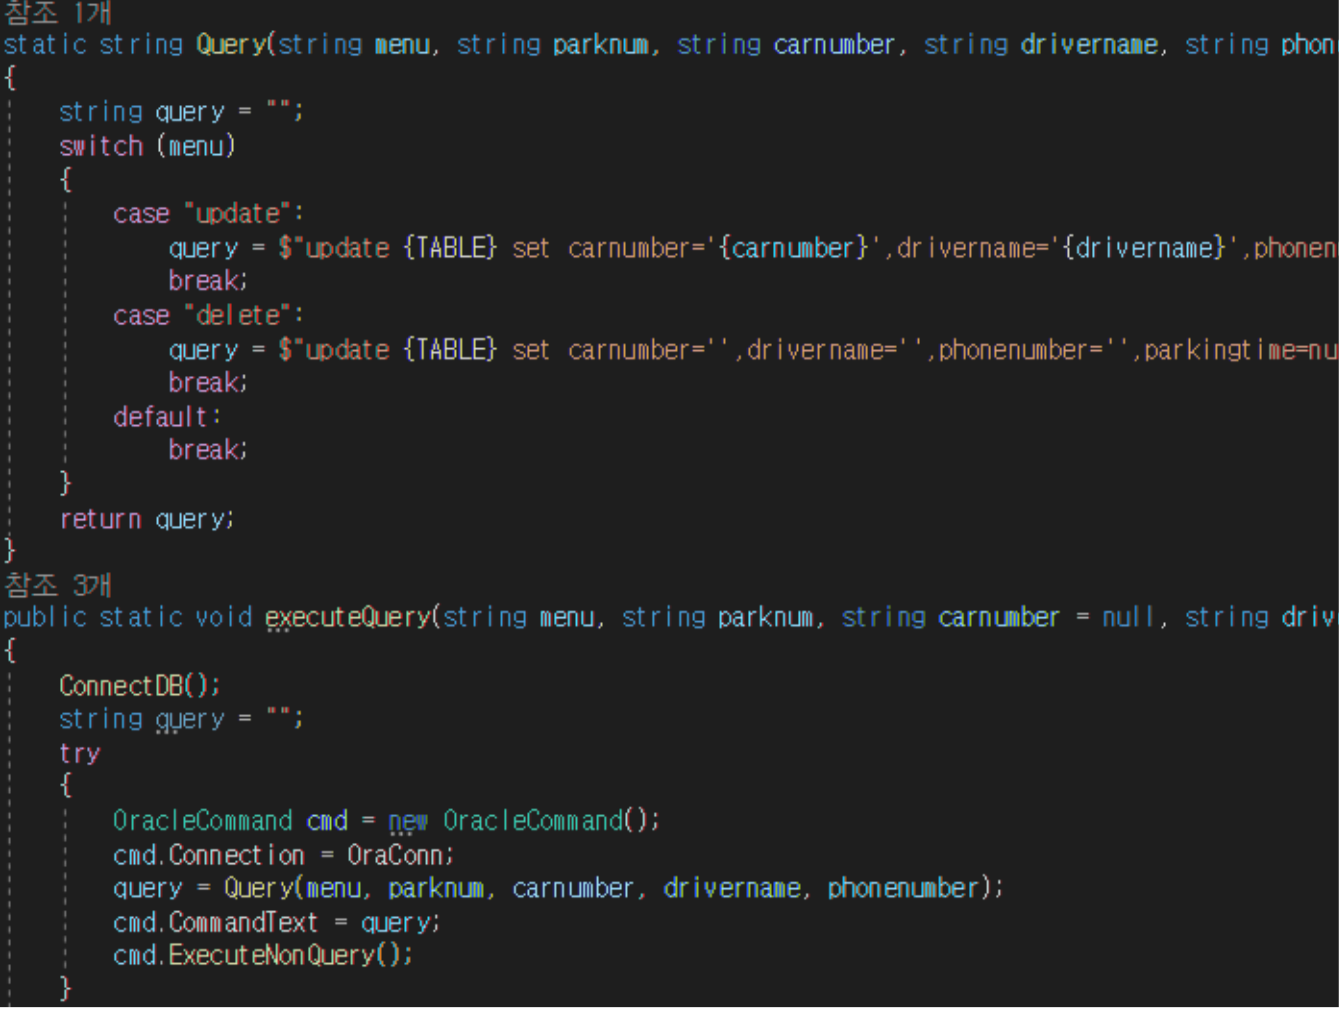 참조 1개
static string Query(string menu, string parknum, string carnumber, string drivername, string phon
{
string query = "";
switch (menu)
{
case "update":
query = $"update {TABLE} set carnumber='{carnumber}',drivername='{drivername}',phonen
break;
case "delete":
query = $"update {TABLE} set carnumber='',drivername='',phonenumber='',parkingtime=nu
break;
default:
break;
}
return query;
}
참조 3개
public static void executeQuery(string menu, string parknum, string carnumber = null, string driv
{
ConnectDB();
string query = "";
try
{
OracleCommand cmd = new OracleCommand();
cmd.Connection = OraConn;
query = Query(menu, parknum, carnumber, drivername, phonenumber);
cmd.CommandText = query;
cmd.ExecuteNonQuery();
}